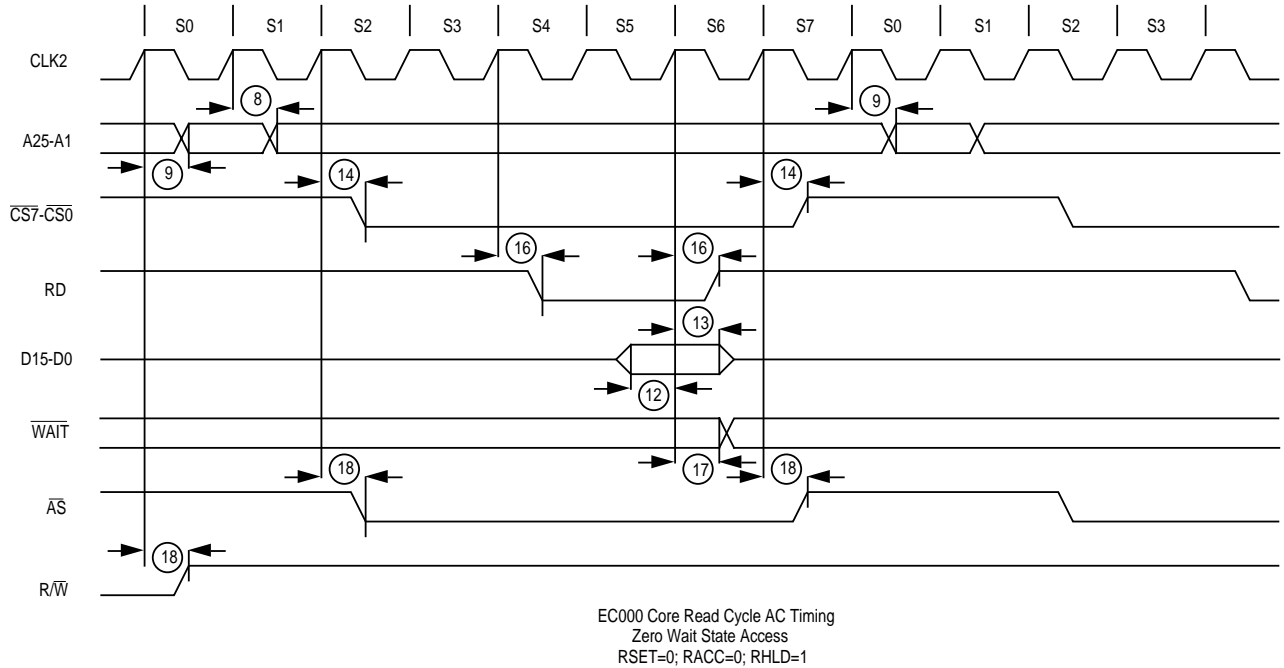 S0 S1 S2 S3 S4 S5 S6 S7 S0 S1 S2 S3
CLK2
8 9
A25-A1
9 14 14
CS7-CS0
16 16
RD
13
D15-D0
12
WAIT
18 17 18
AS
18
R/W
EC000 Core Read Cycle AC Timing
Zero Wait State Access
RSET=0; RACC=0; RHLD=1